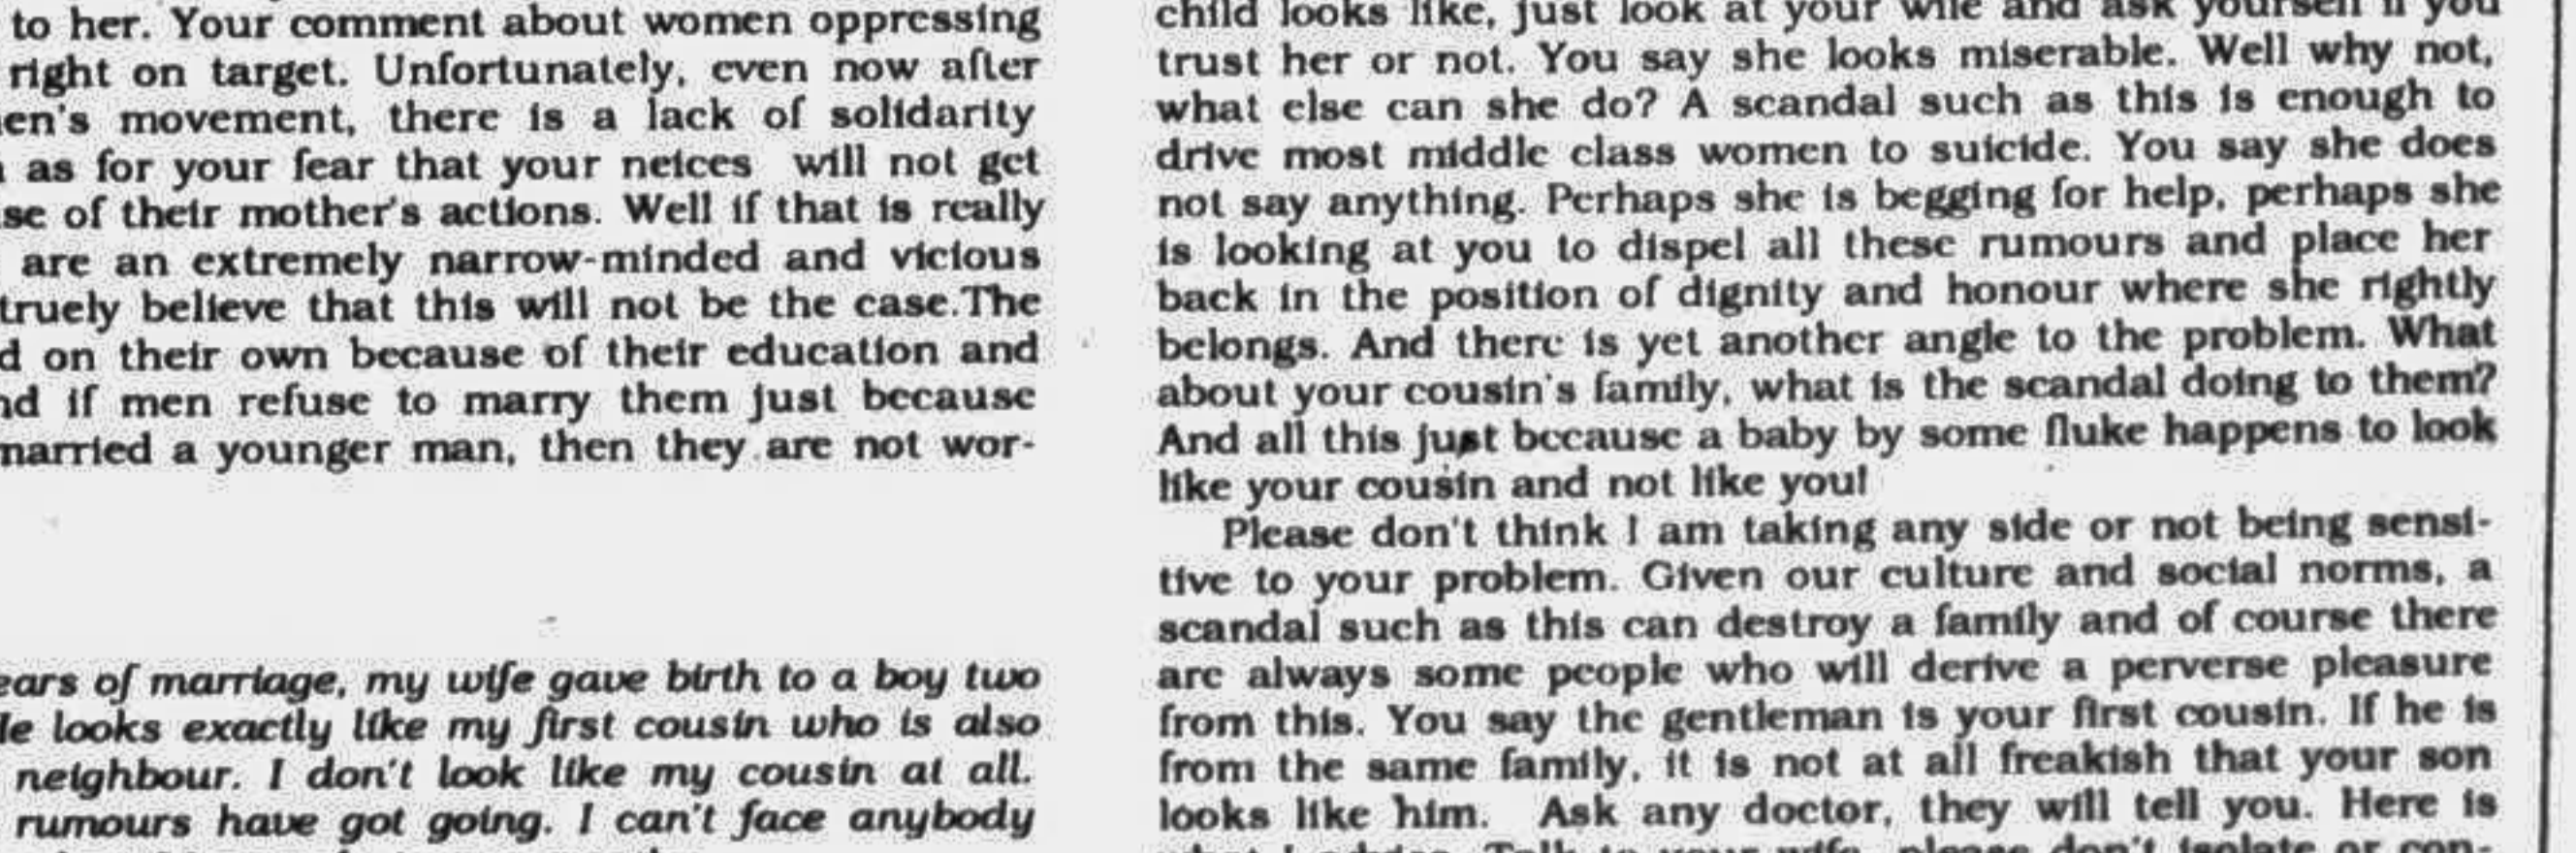 to her. Your comment about women oppressing
right on target. Unfortunately, even now after
en's movement, there is a lack of solidarity
as for your fear that your neices will not get
se of their mother's actions. Well if that is really
are an extremely narrow-minded and vicious
truely believe that this will not be the case.The
d on their own because of their education and
nd if men refuse to marry them just because
married a younger man, then they are not wor-
ears of marriage, my wife gave birth to a boy two
He looks exactly like my first cousin who is also
neighbour. I don't look like my cousin at all.
rumours have got going. I can't face anybody
child looks like, just look at your wife and ask yourself if you
trust her or not. You say she looks miserable. Well why not,
what else can she do? A scandal such as this is enough to
drive most middle class women to suicide. You say she does
not say anything. Perhaps she is begging for help, perhaps she
is looking at you to dispel all these rumours and place her
back in the position of dignity and honour where she rightly
belongs. And there is yet another angle to the problem. What
about your cousin's family, what is the scandal doing to them?
And all this just because a baby by some fluke happens to look
like your cousin and not like you!
Please don't think I am taking any side or not being sensi-
tive to your problem. Given our culture and social norms, a
scandal such as this can destroy a family and of course there
are always some people who will derive a perverse pleasure
from this. You say the gentleman is your first cousin. If he is
from the same family, it is not at all freakish that your son
looks like him. Ask any doctor, they will tell you. Here is
what I advise. Talk to your wife, please don't isolate or con-